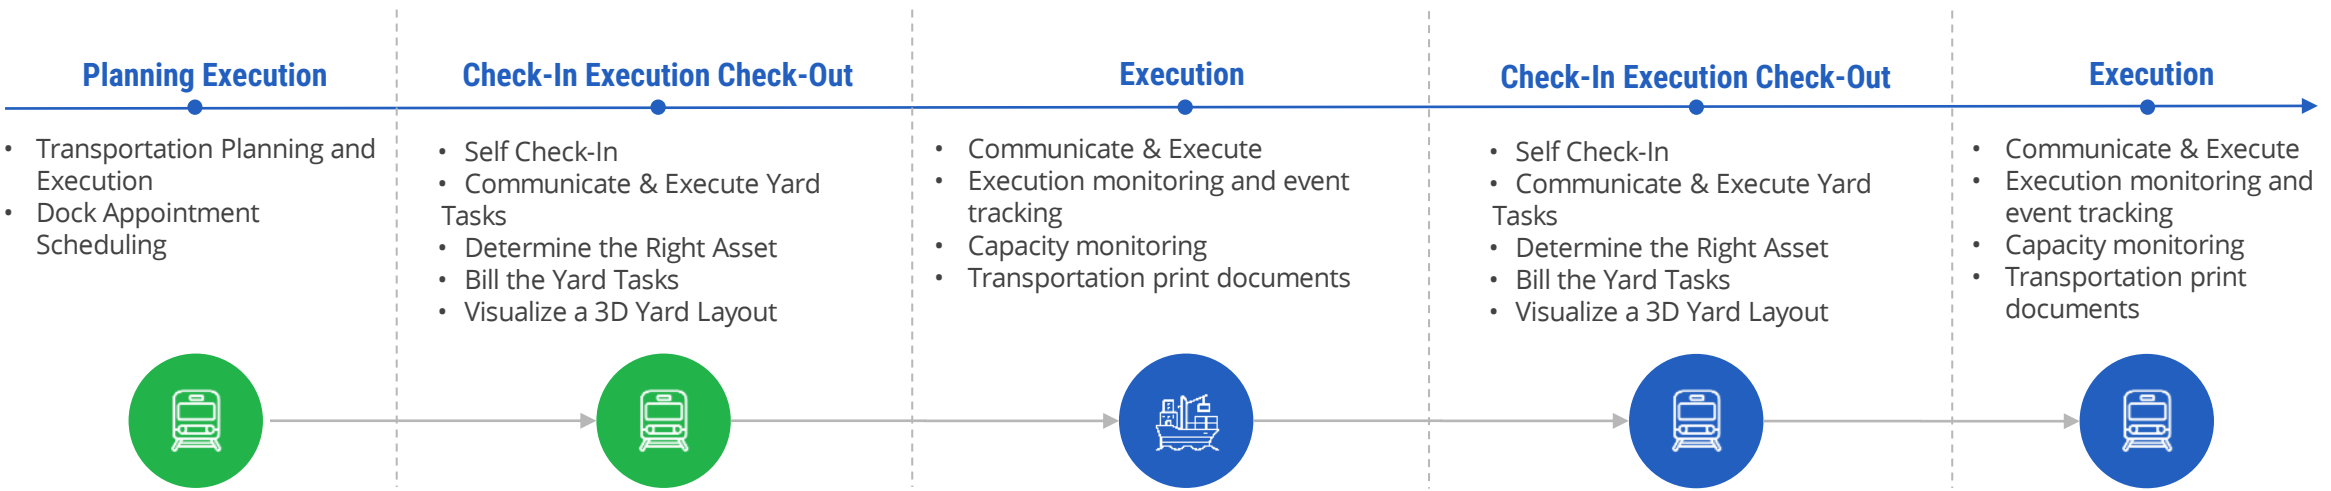 Planning Execution
• Transportation Planning and
Execution
• Dock Appointment
Scheduling
Check-In Execution Check-Out
• Self Check-In
• Communicate & Execute Yard
Tasks
• Determine the Right Asset
• Bill the Yard Tasks
• Visualize a 3D Yard Layout
Execution
• Communicate & Execute
• Execution monitoring and event
tracking
• Capacity monitoring
• Transportation print documents
Check-In Execution Check-Out
• Self Check-In
• Communicate & Execute Yard
Tasks
• Determine the Right Asset
• Bill the Yard Tasks
• Visualize a 3D Yard Layout
Execution
• Communicate & Execute
• Execution monitoring and
event tracking
• Capacity monitoring
• Transportation print
documents